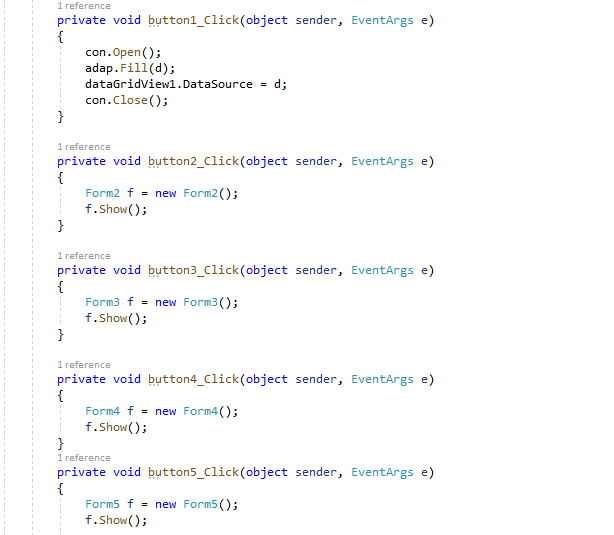 1 reference
private void button1_Click(object sender, EventArgs e)
{
con.Open();
adap.Fill(d);
dataGridView1.DataSource = d;
con.Close();
}
1 reference
private void button2_Click(object sender, EventArgs e)
{
Form2 f = new Form2();
f.Show();
}
1 reference
private void button3_Click(object sender, EventArgs e)
{
Form3 f = new Form3();
f.Show();
}
1 reference
private void button4_Click(object sender, EventArgs e)
{
Form4 f = new Form4();
f.Show();
}
1 reference
private void button5_Click(object sender, EventArgs e)
{
Form5 f = new Form5();
f.Show();